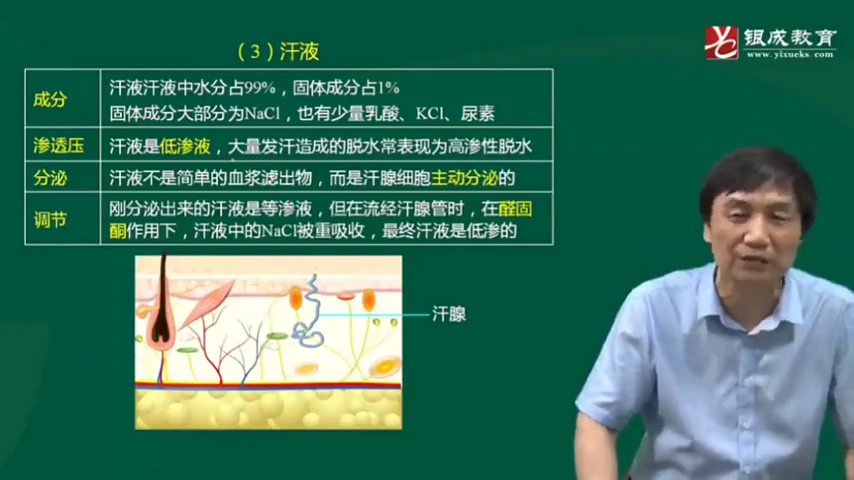 （3）汗液
银成教育
www.yixueks.com
成分
汗液汗液中水分占99%，固体成分占1%
固体成分大部分为NaCl，也有少量乳酸、KCl、尿素
渗透压
汗液是低渗液，大量发汗造成的脱水常表现为高渗性脱水
分泌
汗液不是简单的血浆滤出物，而是汗腺细胞主动分泌的
调节
刚分泌出来的汗液是等渗液，但在流经汗腺管时，在醛固
酮作用下，汗液中的NaCl被重吸收，最终汗液是低渗的
汗腺